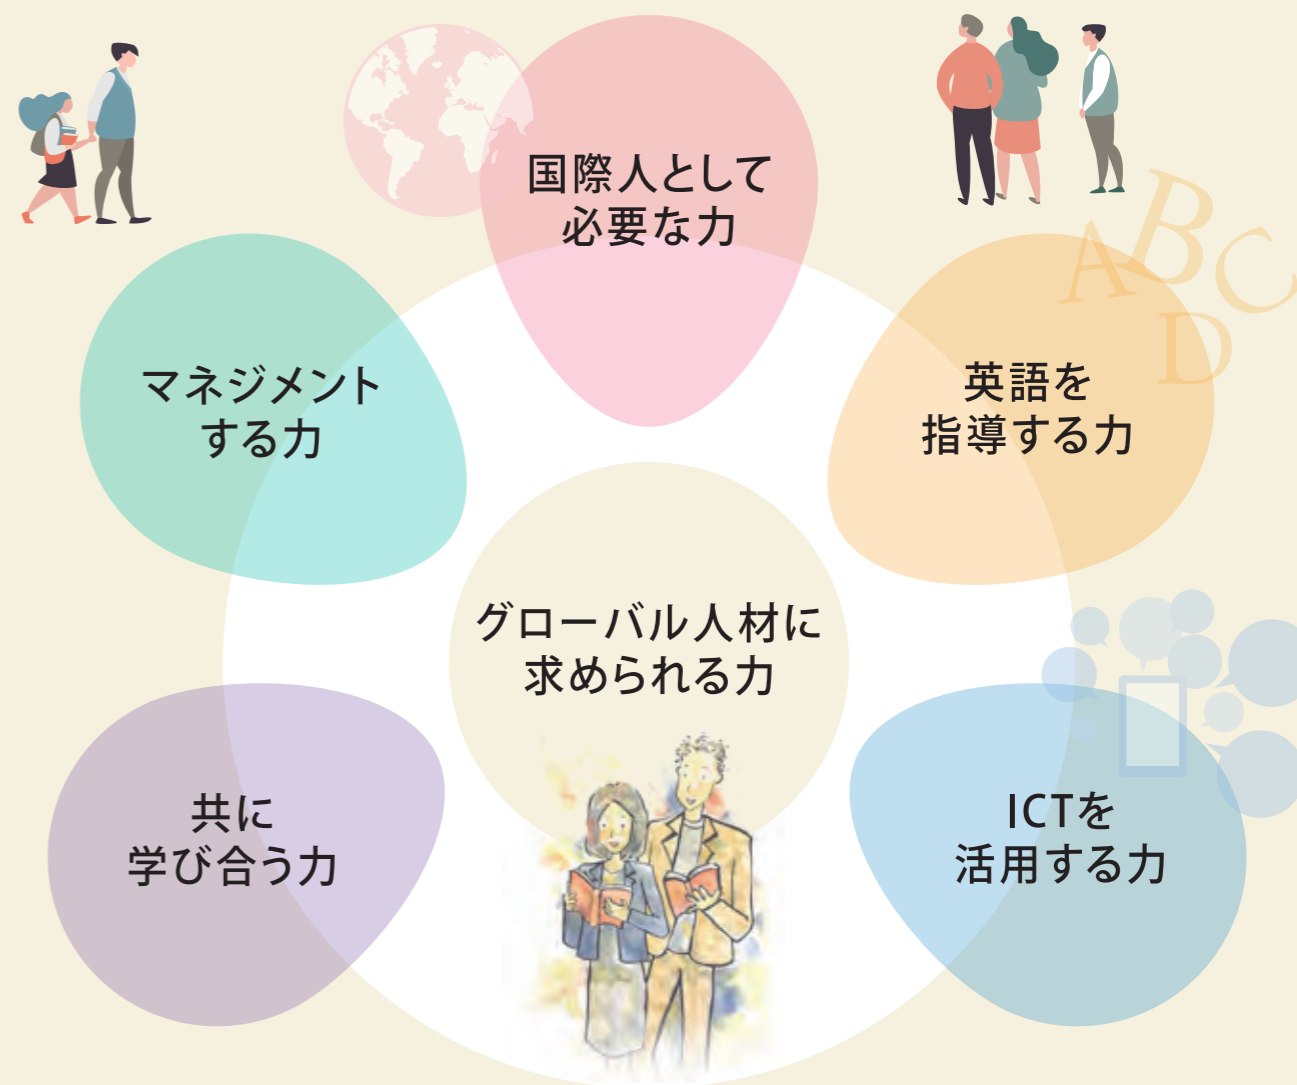 国際人として
必要な力
A
B
C
D
マネジメント
する力
英語を
指導する力
グローバル人材に
求められる力
共に
学び合う力
ICTを
活用する力